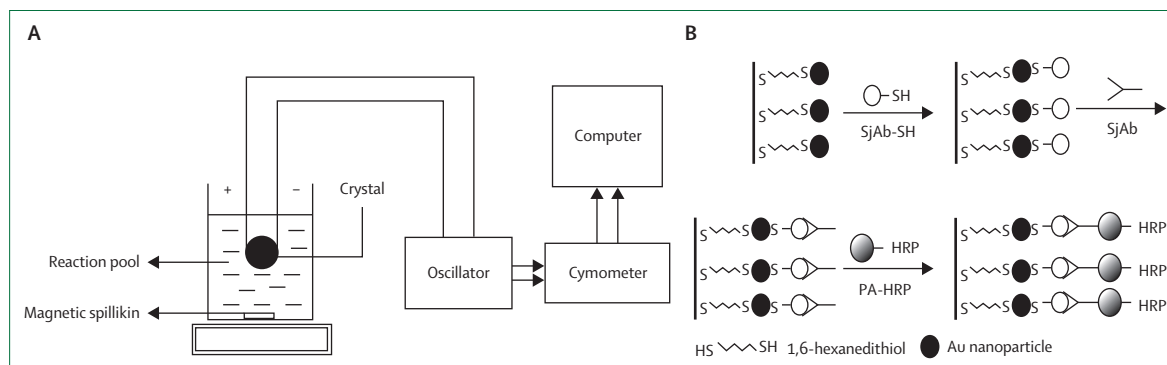 A
Computer
+ −
Crystal
Oscillator
Cymometer
Reaction pool
Magnetic spillikin
B
S S
S S
S S
SH
SjAb-SH
S S S
S S S
S S S
SjAb
S S S
S S S
S S S
HRP
PA-HRP
S S S HRP
S S S HRP
S S S HRP
HS SH 1,6-hexanedithiol Au nanoparticle